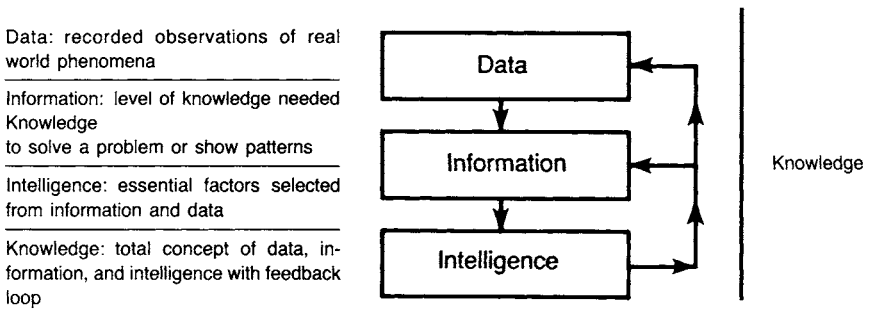 Data: recorded observations of real
world phenomena
Information: level of knowledge needed
Knowledge
to solve a problem or show patterns
Intelligence: essential factors selected
from information and data
Knowledge: total concept of data, in-
formation, and intelligence with feedback
loop
Data
Information
Intelligence
Knowledge